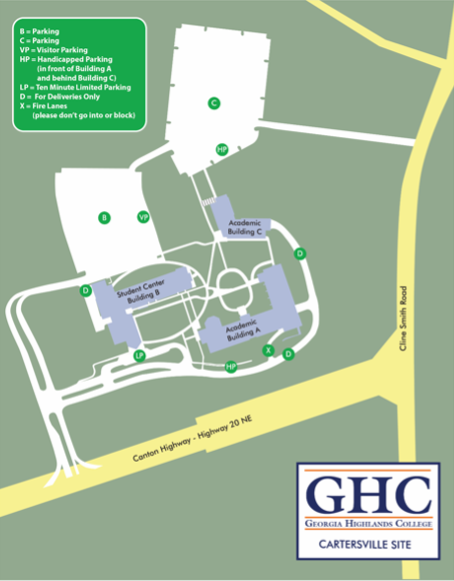 B = Parking
C = Parking
VP = Visitor Parking
HP = Handicapped Parking
(in front of Building A
and behind Building C)
LP = Ten Minute Limited Parking
D = For Deliveries Only
X = Fire Lanes
(please don't go into or block)
C
HP
B
VP
Academic
Building C
D
D
Student Center
Building B
Cline Smith Road
Academic
Building A
LP
X
D
HP
Canton Highway - Highway 20 NE
GHC
GEORGIA HIGHLANDS COLLEGE
CARTERSVILLE SITE